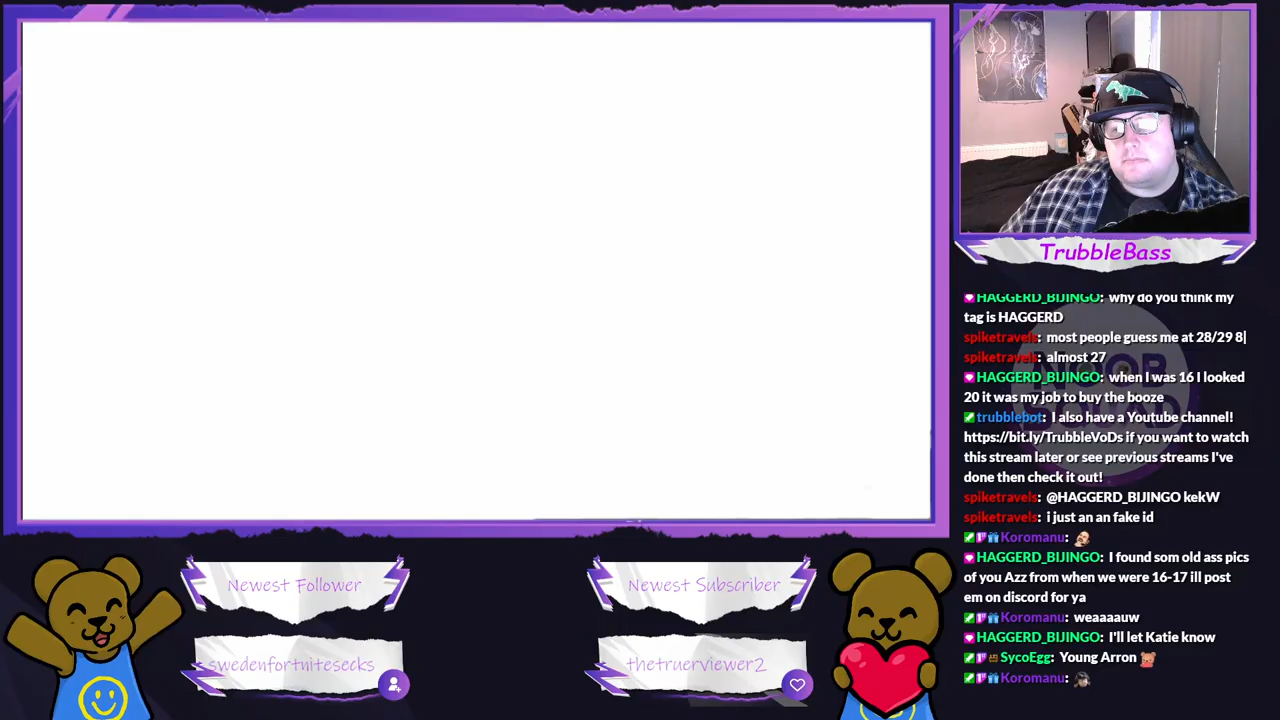 TrubbleBass
HAGGERD_BIJINGO: why do you think my
tag is HAGGERD
spiketravels: most people guess me at 28/29 8|
spiketravels: almost 27
HAGGERD_BIJINGO: when I was 16 I looked
20 it was my job to buy the booze
trubblebot: I also have a Youtube channel!
https://bit.ly/TrubbleVoDs if you want to watch
this stream later or see previous streams I've
done then check it out!
spiketravels: @HAGGERD_BIJINGO kekW
spiketravels: i just an an fake id
Koromanu:
HAGGERD_BIJINGO: I found som old ass pics
of you Azz from when we were 16-17 ill post
em on discord for ya
Koromanu: weaaaauw
HAGGERD_BIJINGO: I'll let Katie know
SycoEgg: Young Arron
Koromanu:
NOOB
SQUAD
Newest Follower
swedenfortnitesecks
Newest Subscriber
thetruerviewer2